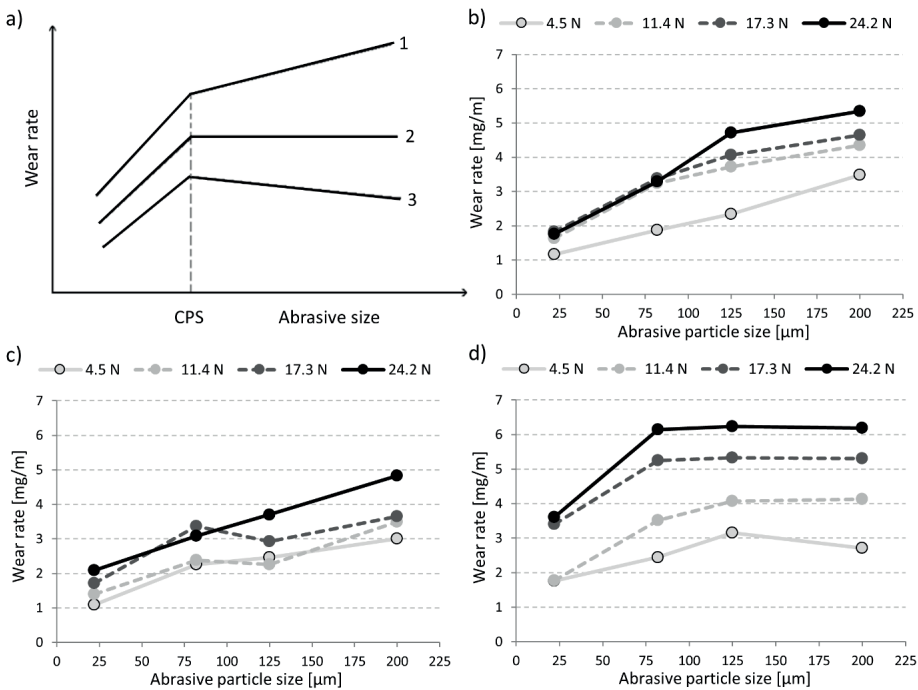 a)
Wear rate
1
2
3
CPS
Abrasive size
b)
4.5 N 11.4 N 17.3 N 24.2 N
Wear rate [mg/m]
7
6
5
4
3
2
1
0
0 25 50 75 100 125 150 175 200 225
Abrasive particle size [µm]
c)
4.5 N 11.4 N 17.3 N 24.2 N
Wear rate [mg/m]
7
6
5
4
3
2
1
0
0 25 50 75 100 125 150 175 200 225
Abrasive particle size [µm]
d)
4.5 N 11.4 N 17.3 N 24.2 N
Wear rate [mg/m]
7
6
5
4
3
2
1
0
0 25 50 75 100 125 150 175 200 225
Abrasive particle size [µm]